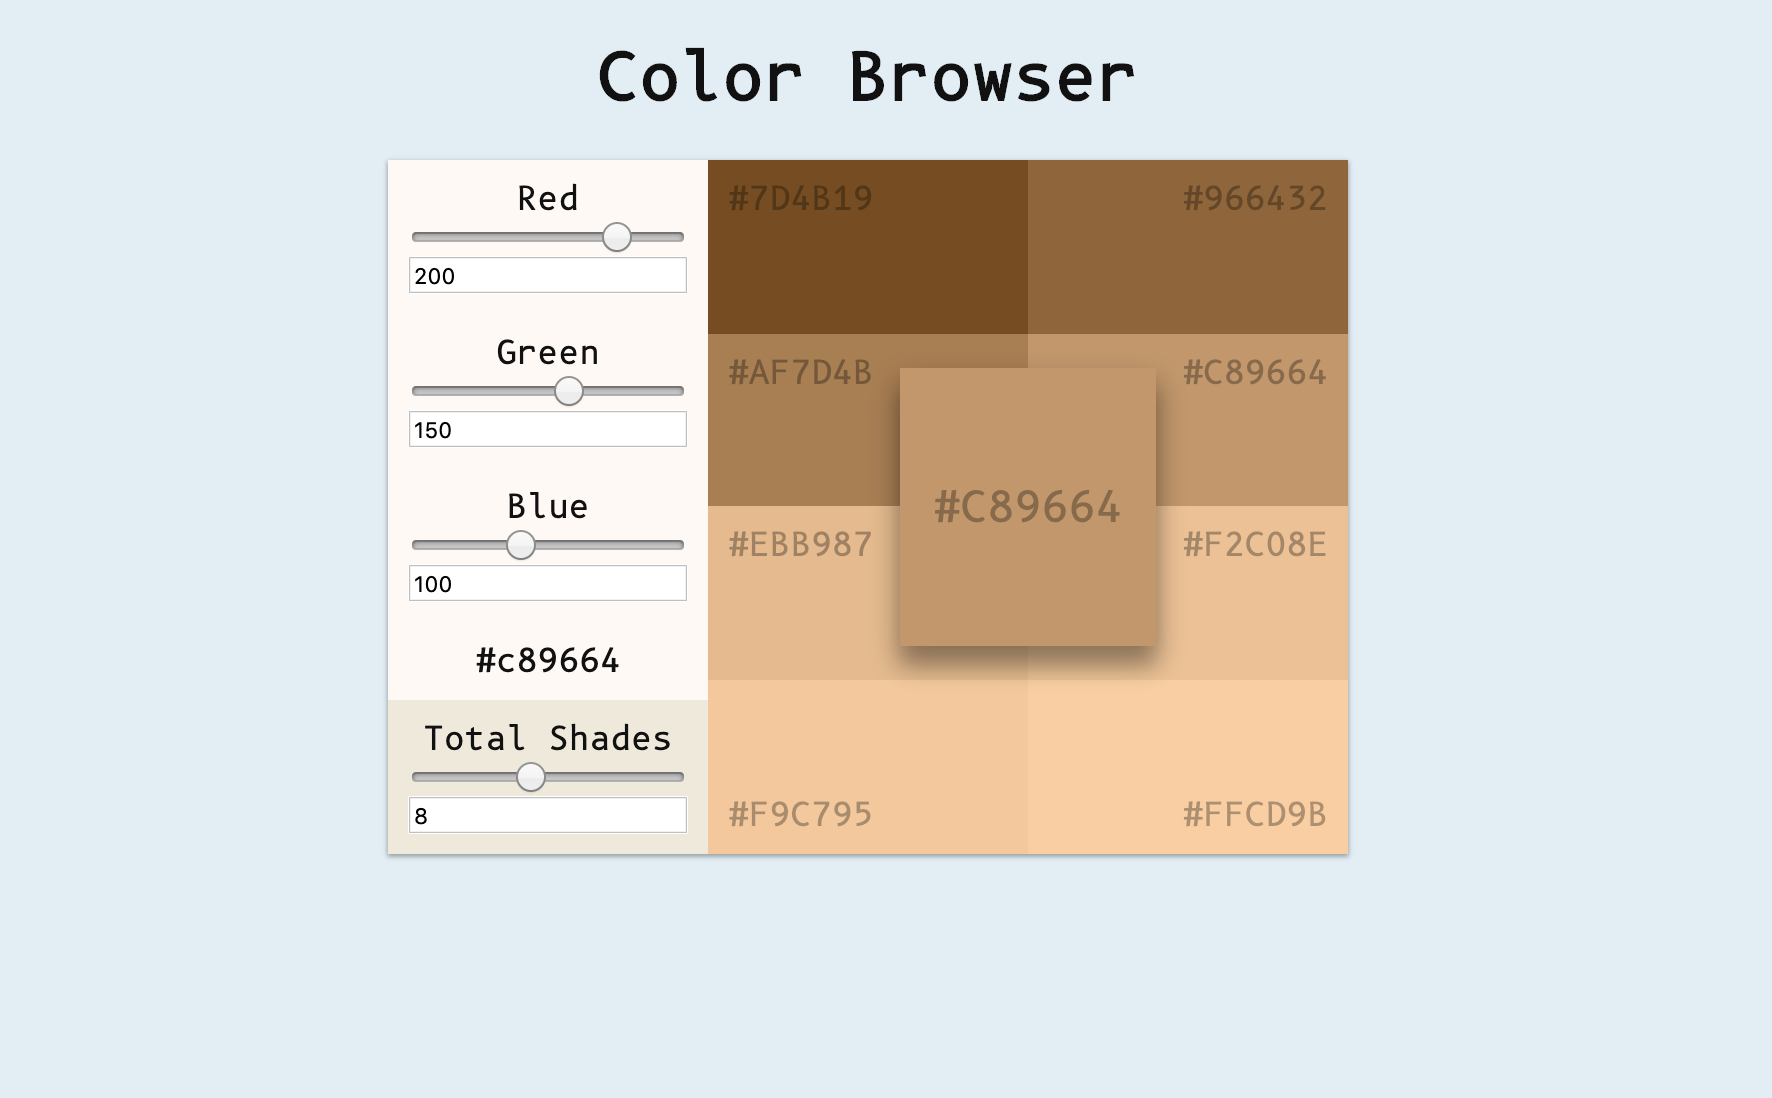 Color Browser
Red
200
Green
150
Blue
100
#c89664
Total Shades
8
#7D4B19
#966432
#AF7D4B
#C89664
#C89664
#EBB987
#F2C08E
#F9C795
#FFCD9B